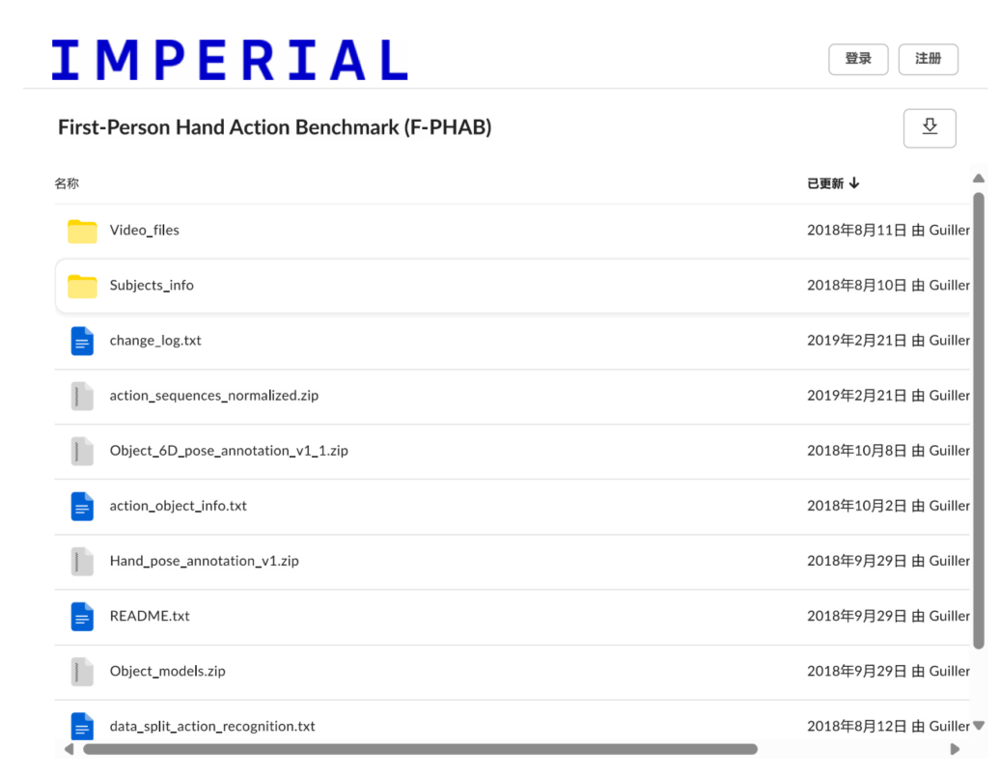 IMPERIAL
登录 注册
First-Person Hand Action Benchmark (F-PHAB)
名称 已更新
Video_files 2018年8月11日 由 Guiller
Subjects_info 2018年8月10日 由 Guiller
change_log.txt 2019年2月21日 由 Guiller
action_sequences_normalized.zip 2019年2月21日 由 Guiller
Object_6D_pose_annotation_v1_1.zip 2018年10月8日 由 Guiller
action_object_info.txt 2018年10月2日 由 Guiller
Hand_pose_annotation_v1.zip 2018年9月29日 由 Guiller
README.txt 2018年9月29日 由 Guiller
Object_models.zip 2018年9月29日 由 Guiller
data_split_action_recognition.txt 2018年8月12日 由 Guiller